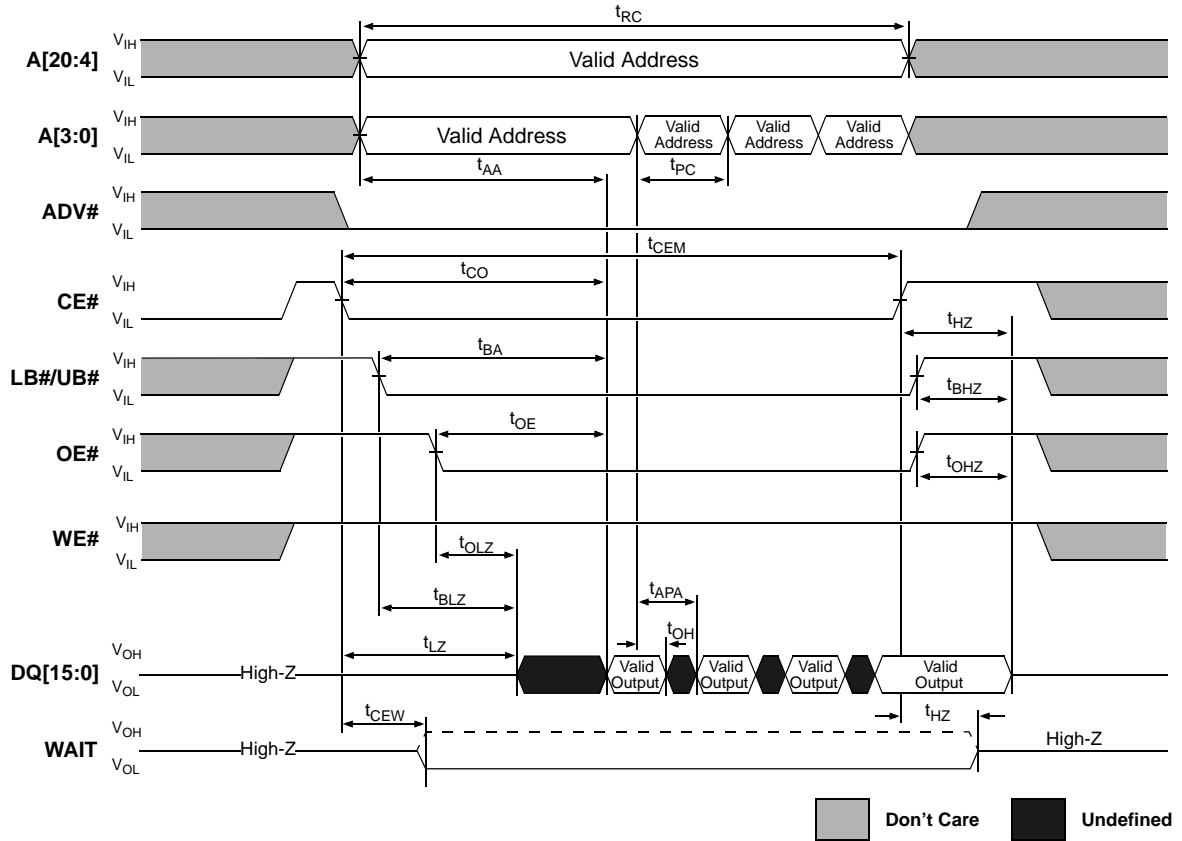 tRC
A[20:4] VIH VIL Valid Address
A[3:0] VIH VIL Valid Address Valid Address Valid Address Valid Address
tAA tPC
ADV# VIH VIL
tCEM
tCO
CE# VIH VIL
tHZ
tBA
LB#/UB# VIH VIL
tBHZ
tOE
OE# VIH VIL
tOHZ
WE# VIH VIL
tOLZ
tBLZ tAPA
tLZ tOH
DQ[15:0] VOH VOL High-Z Valid Output Valid Output Valid Output Valid Output
tCEW tHZ
WAIT VOH VOL High-Z High-Z
Don't Care Undefined